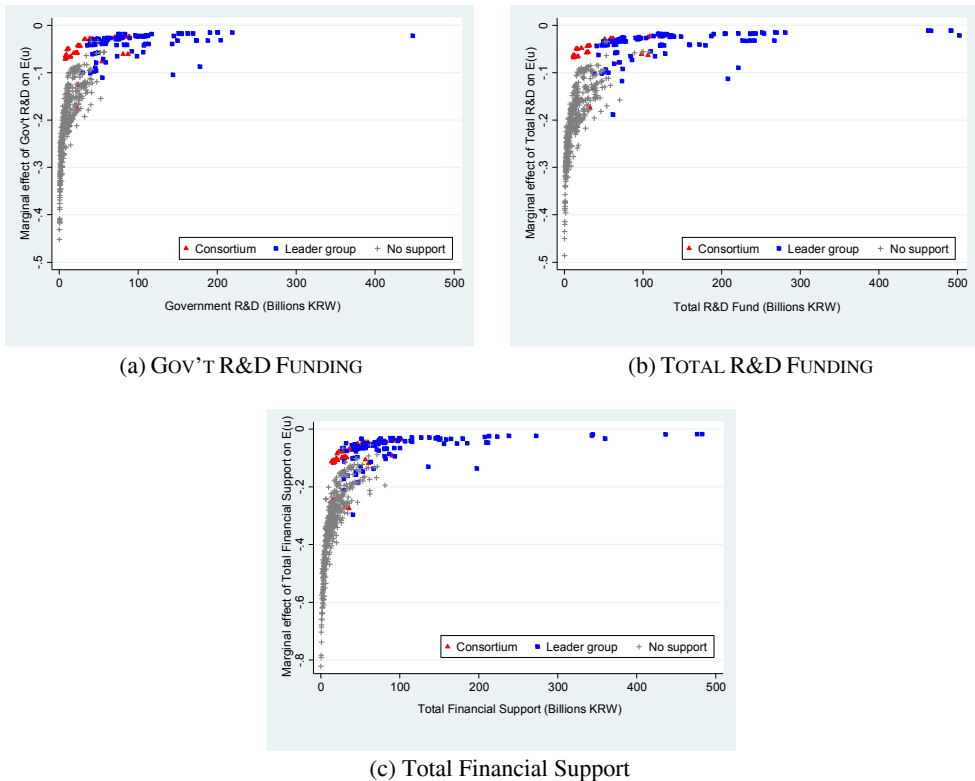 Marginal effect of Gov't R&D on E(u)
0
-.1
-.2
-.3
-.4
-.5
Consortium
Leader group
No support
0 100 200 300 400 500
Government R&D (Billions KRW)
(a) GOV'T R&D FUNDING
Marginal effect of Total R&D on E(u)
0
-.1
-.2
-.3
-.4
-.5
Consortium
Leader group
No support
0 100 200 300 400 500
Total R&D Fund (Billions KRW)
(b) TOTAL R&D FUNDING
Marginal effect of Total Financial Support on E(u)
0
-.2
-.4
-.6
-.8
Consortium
Leader group
No support
0 100 200 300 400 500
Total Financial Support (Billions KRW)
(c) Total Financial Support